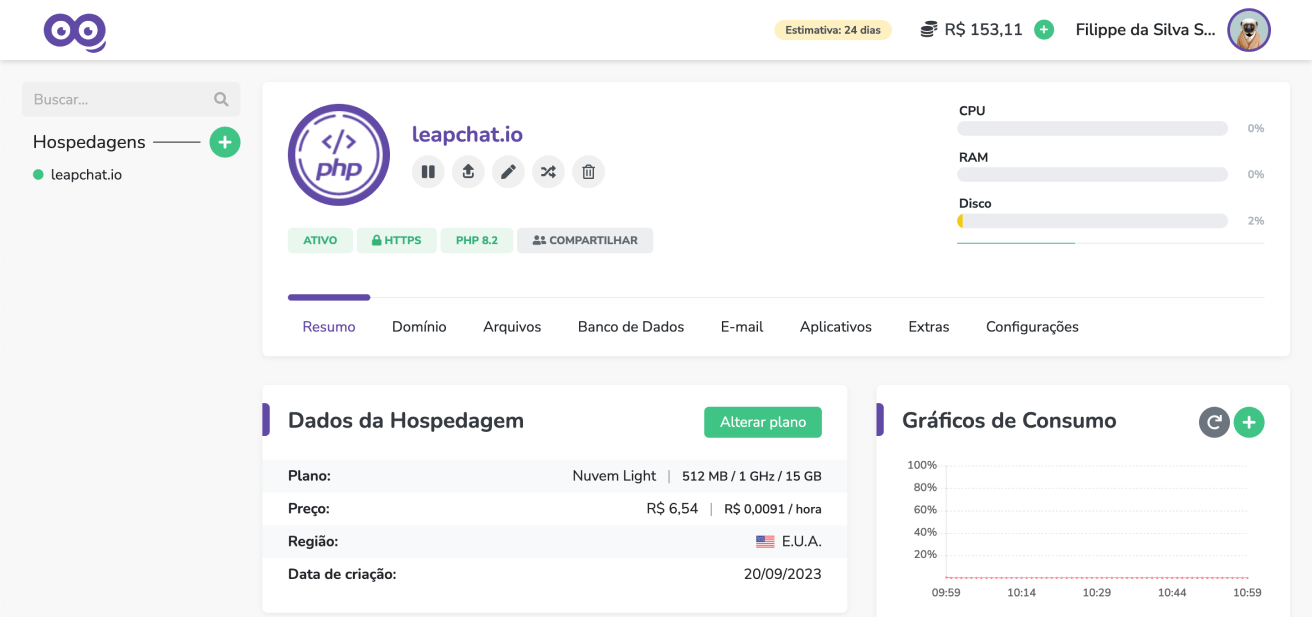 Estimativa: 24 dias
R$ 153,11
Filippe da Silva S...
Buscar...
Hospedagens
leapchat.io
</>
php
leapchat.io
ATIVO
HTTPS
PHP 8.2
COMPARTILHAR
CPU
0%
RAM
0%
Disco
2%
Resumo
Domínio
Arquivos
Banco de Dados
E-mail
Aplicativos
Extras
Configurações
Dados da Hospedagem
Alterar plano
Plano:
Nuvem Light | 512 MB / 1 GHz / 15 GB
Preço:
R$ 6,54 | R$ 0,0091 / hora
Região:
E.U.A.
Data de criação:
20/09/2023
Gráficos de Consumo
100%
80%
60%
40%
20%
09:59
10:14
10:29
10:44
10:59